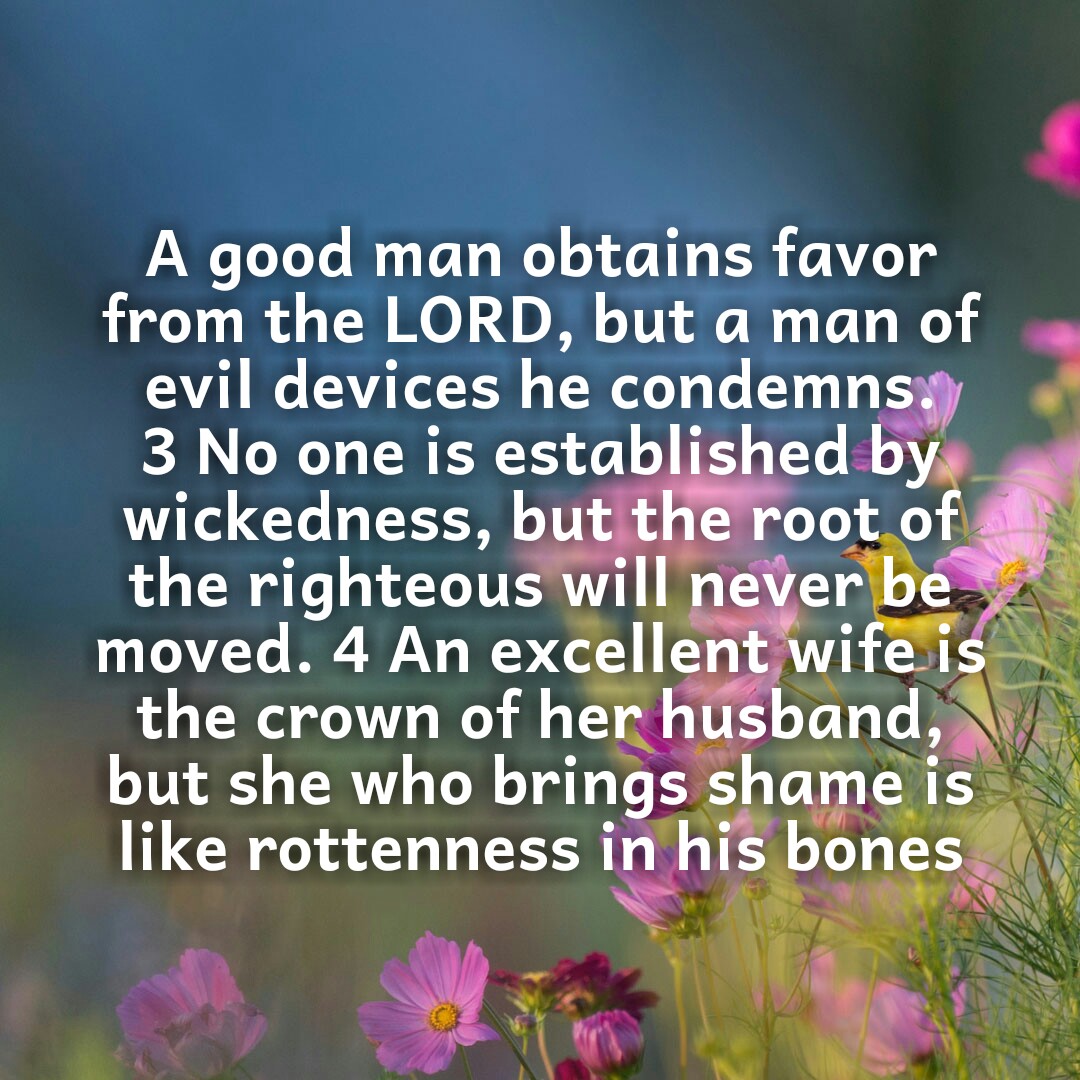 A good man obtains favor
from the LORD, but a man of
evil devices he condemns.
3 No one is established by
wickedness, but the root of
the righteous will never be
moved. 4 An excellent wife is
the crown of her husband,
but she who brings shame is
like rottenness in his bones